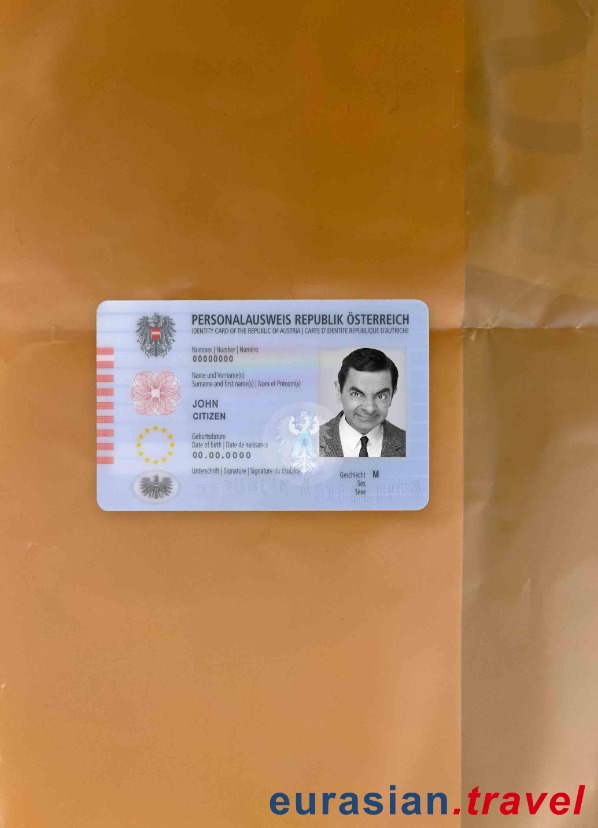 PERSONALAUSWEIS REPUBLIK ÖSTERREICH
IDENTITY CARD OF THE REPUBLIC OF AUSTRIA | CARTE D'IDENTITE REPUBLIQUE D'AUTRICHE
Nummer | Number | Numéro
00000000
Name und Vorname(n)
Surname and first name(s) | Nom et Prénom(s)
JOHN
CITIZEN
Geburtsdatum
Date of birth | Date de naissance
00.00.0000
Unterschrift | Signature | Signature du titulaire
Geschlecht M
Sex
Sexe
eurasian.travel